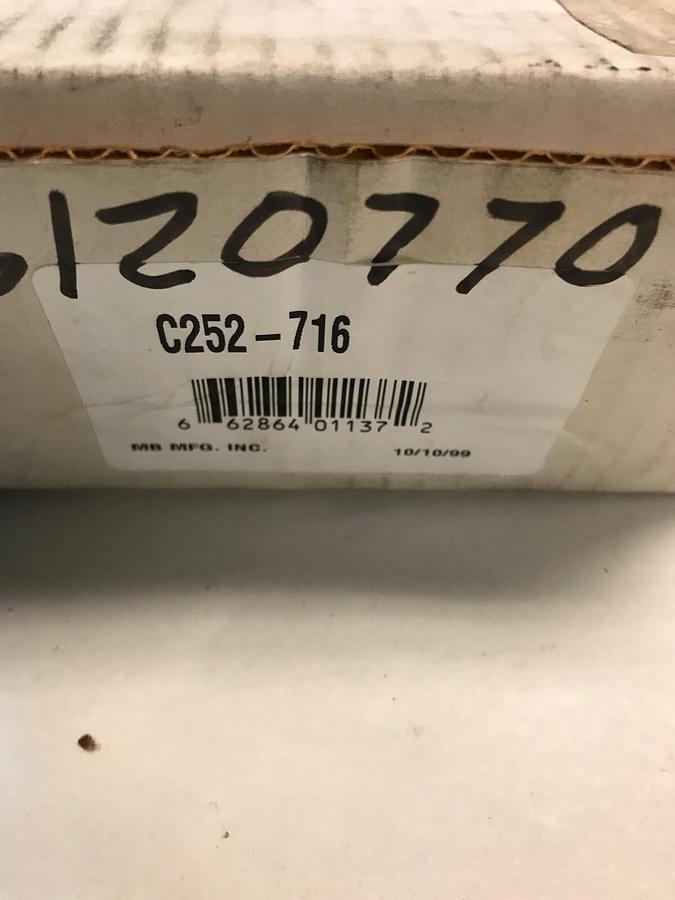 120770
C252-716
6 62864 01137 2
MB MFG. INC. 10/10/99